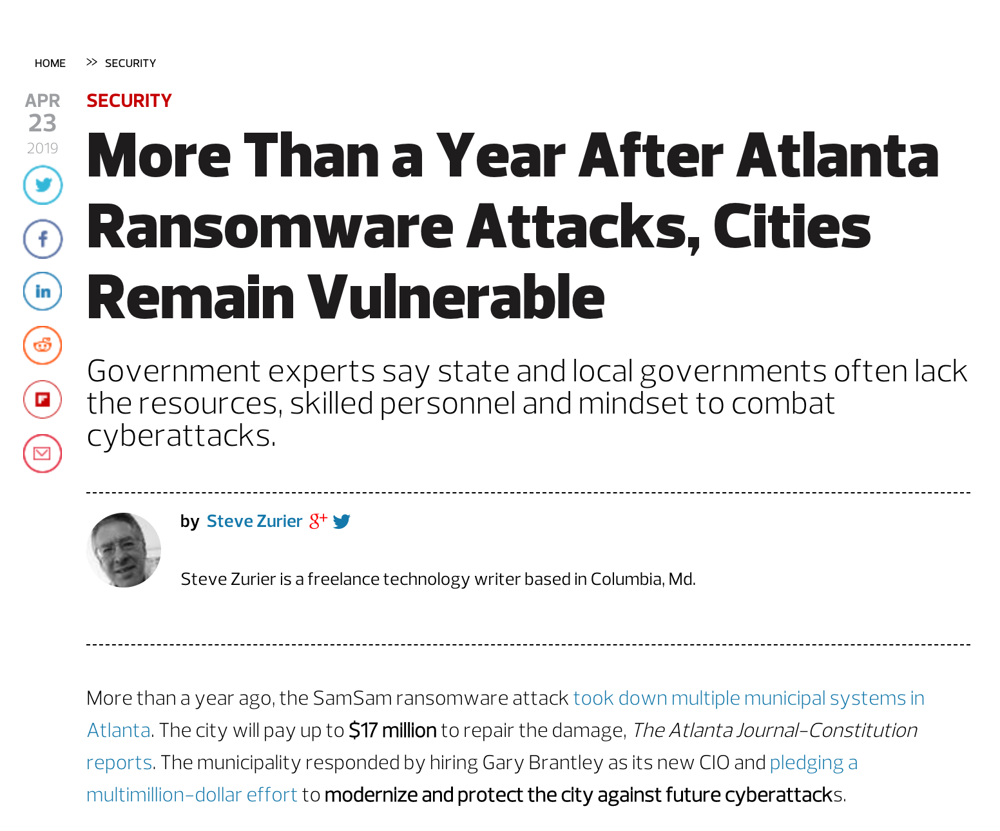 HOME >> SECURITY
APR
23
2019
SECURITY
More Than a Year After Atlanta
Ransomware Attacks, Cities
Remain Vulnerable
Government experts say state and local governments often lack
the resources, skilled personnel and mindset to combat
cyberattacks.
by Steve Zurier g+
Steve Zurier is a freelance technology writer based in Columbia, Md.
More than a year ago, the SamSam ransomware attack took down multiple municipal systems in
Atlanta. The city will pay up to $17 million to repair the damage, The Atlanta Journal-Constitution
reports. The municipality responded by hiring Gary Brantley as its new CIO and pledging a
multimillion-dollar effort to modernize and protect the city against future cyberattacks.